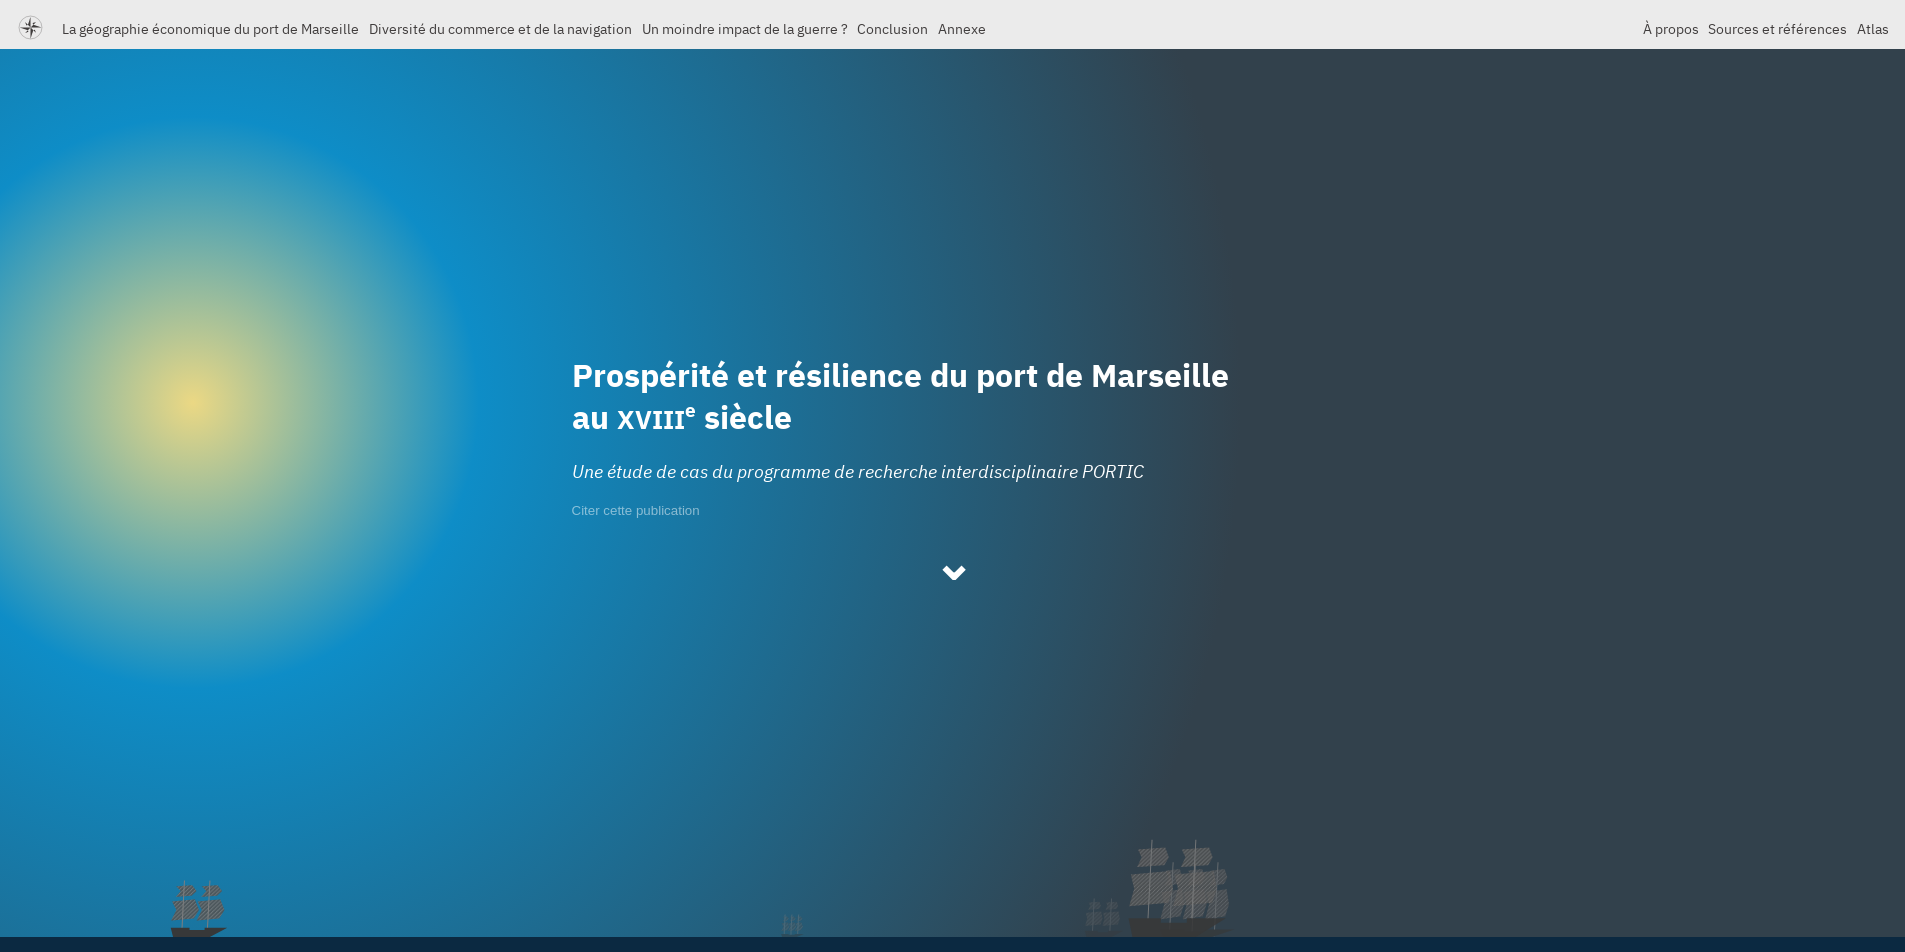 La géographie économique du port de Marseille Diversité du commerce et de la navigation Un moindre impact de la guerre ? Conclusion Annexe À propos Sources et références Atlas
Prospérité et résilience du port de Marseille
au XVIIIe siècle
Une étude de cas du programme de recherche interdisciplinaire PORTIC
Citer cette publication